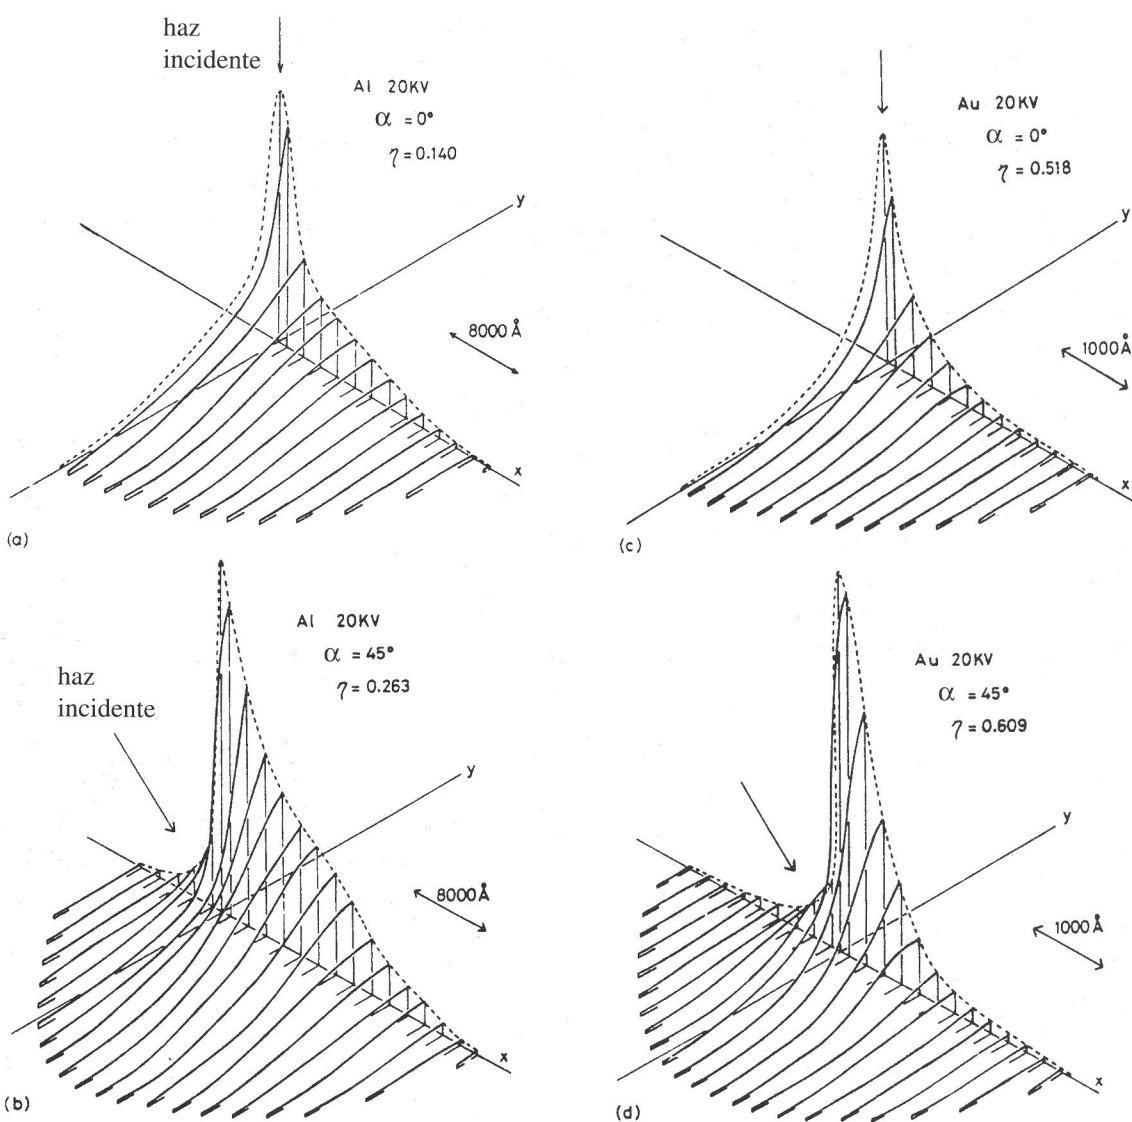 haz
incidente
Al 20KV
α = 0°
η = 0.140
y
8000 Å
x
(a)
Au 20KV
α = 0°
η = 0.518
y
1000 Å
x
(c)
Al 20KV
α = 45°
η = 0.263
haz
incidente
y
8000 Å
x
(b)
Au 20KV
α = 45°
η = 0.609
y
1000 Å
x
(d)